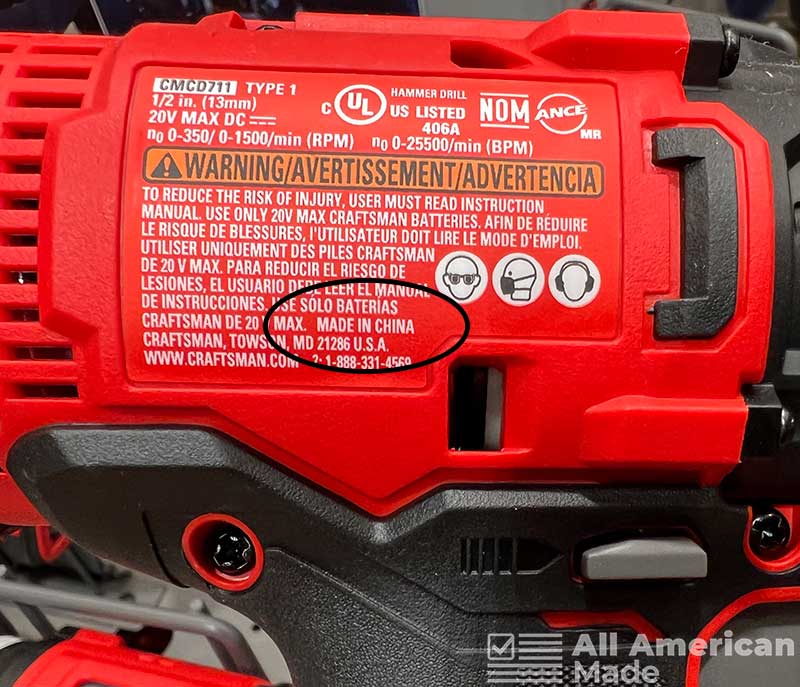 CMCD711 TYPE 1
1/2 in. (13mm)
20V MAX DC
n0 0-350/ 0-1500/min (RPM) n0 0-25500/min (BPM)
C UL US LISTED
HAMMER DRILL
406A
NOM
ANCE
MR
WARNING/AVERTISSEMENT/ADVERTENCIA
TO REDUCE THE RISK OF INJURY, USER MUST READ INSTRUCTION
MANUAL. USE ONLY 20V MAX CRAFTSMAN BATTERIES. AFIN DE RÉDUIRE
LE RISQUE DE BLESSURES, l'UTILISATEUR DOIT LIRE LE MODE D'EMPLOI.
UTILISER UNIQUEMENT DES PILES CRAFTSMAN
DE 20 V MAX. PARA REDUCIR EL RIESGO DE
LESIONES, EL USUARIO DEBE LEER EL MANUAL
DE INSTRUCCIONES. USE SÓLO BATERÍAS
CRAFTSMAN DE 20 MAX. MADE IN CHINA
CRAFTSMAN, TOWSON, MD 21286 U.S.A.
WWW.CRAFTSMAN.COM 1-888-331-4569
All American
Made